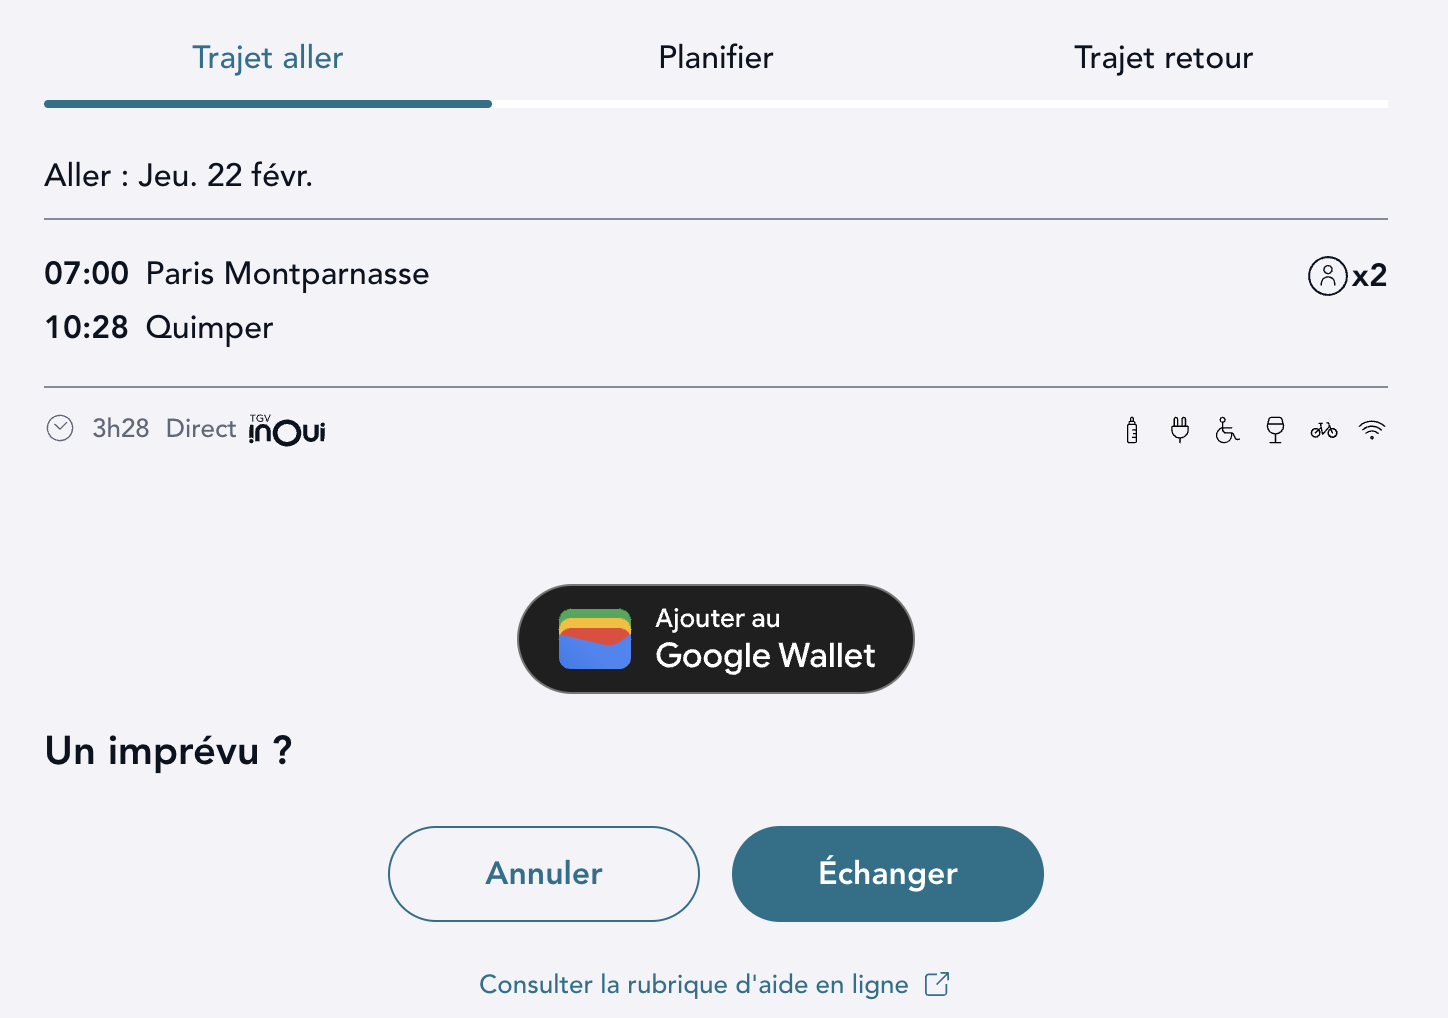 Trajet aller Planifier Trajet retour
Aller : Jeu. 22 févr.
07:00 Paris Montparnasse x2
10:28 Quimper
3h28 Direct TGV inOui
Ajouter au
Google Wallet
Un imprévu ?
Annuler Échanger
Consulter la rubrique d'aide en ligne